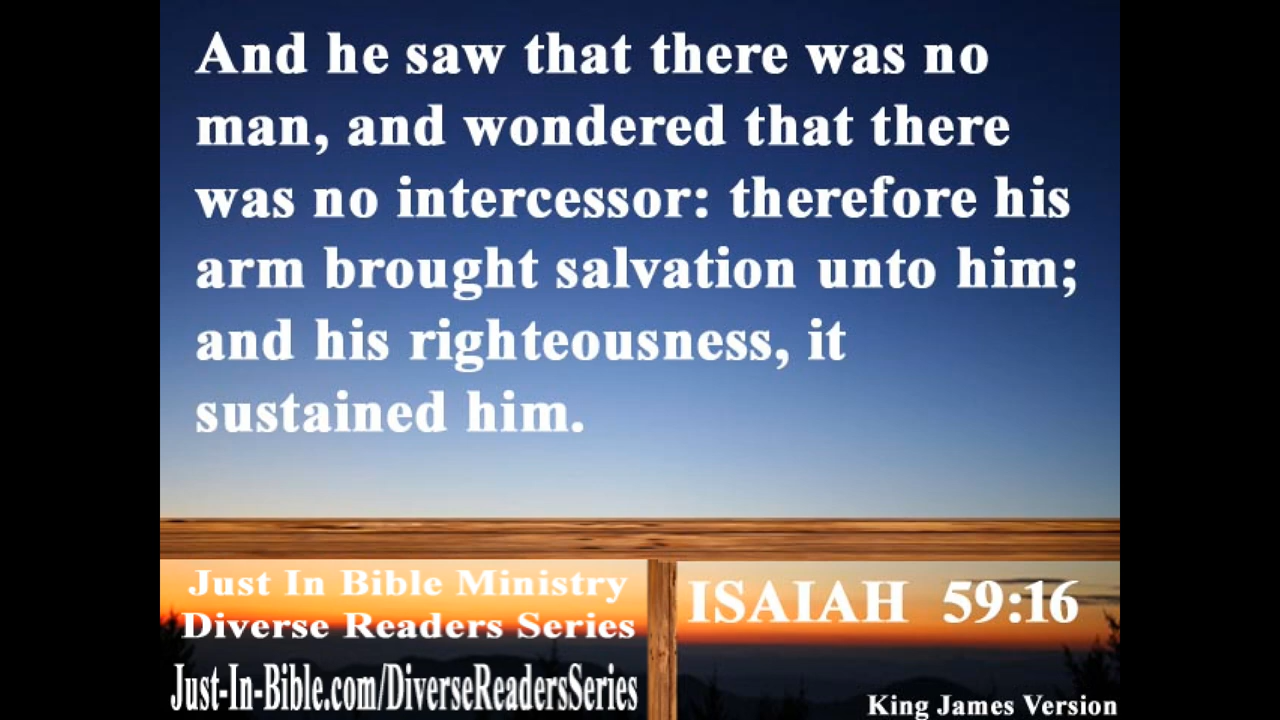 And he saw that there was no
man, and wondered that there
was no intercessor: therefore his
arm brought salvation unto him;
and his righteousness, it
sustained him.
Just In Bible Ministry
Diverse Readers Series
Just-In-Bible.com/DiverseReadersSeries
ISAIAH 59:16
King James Version